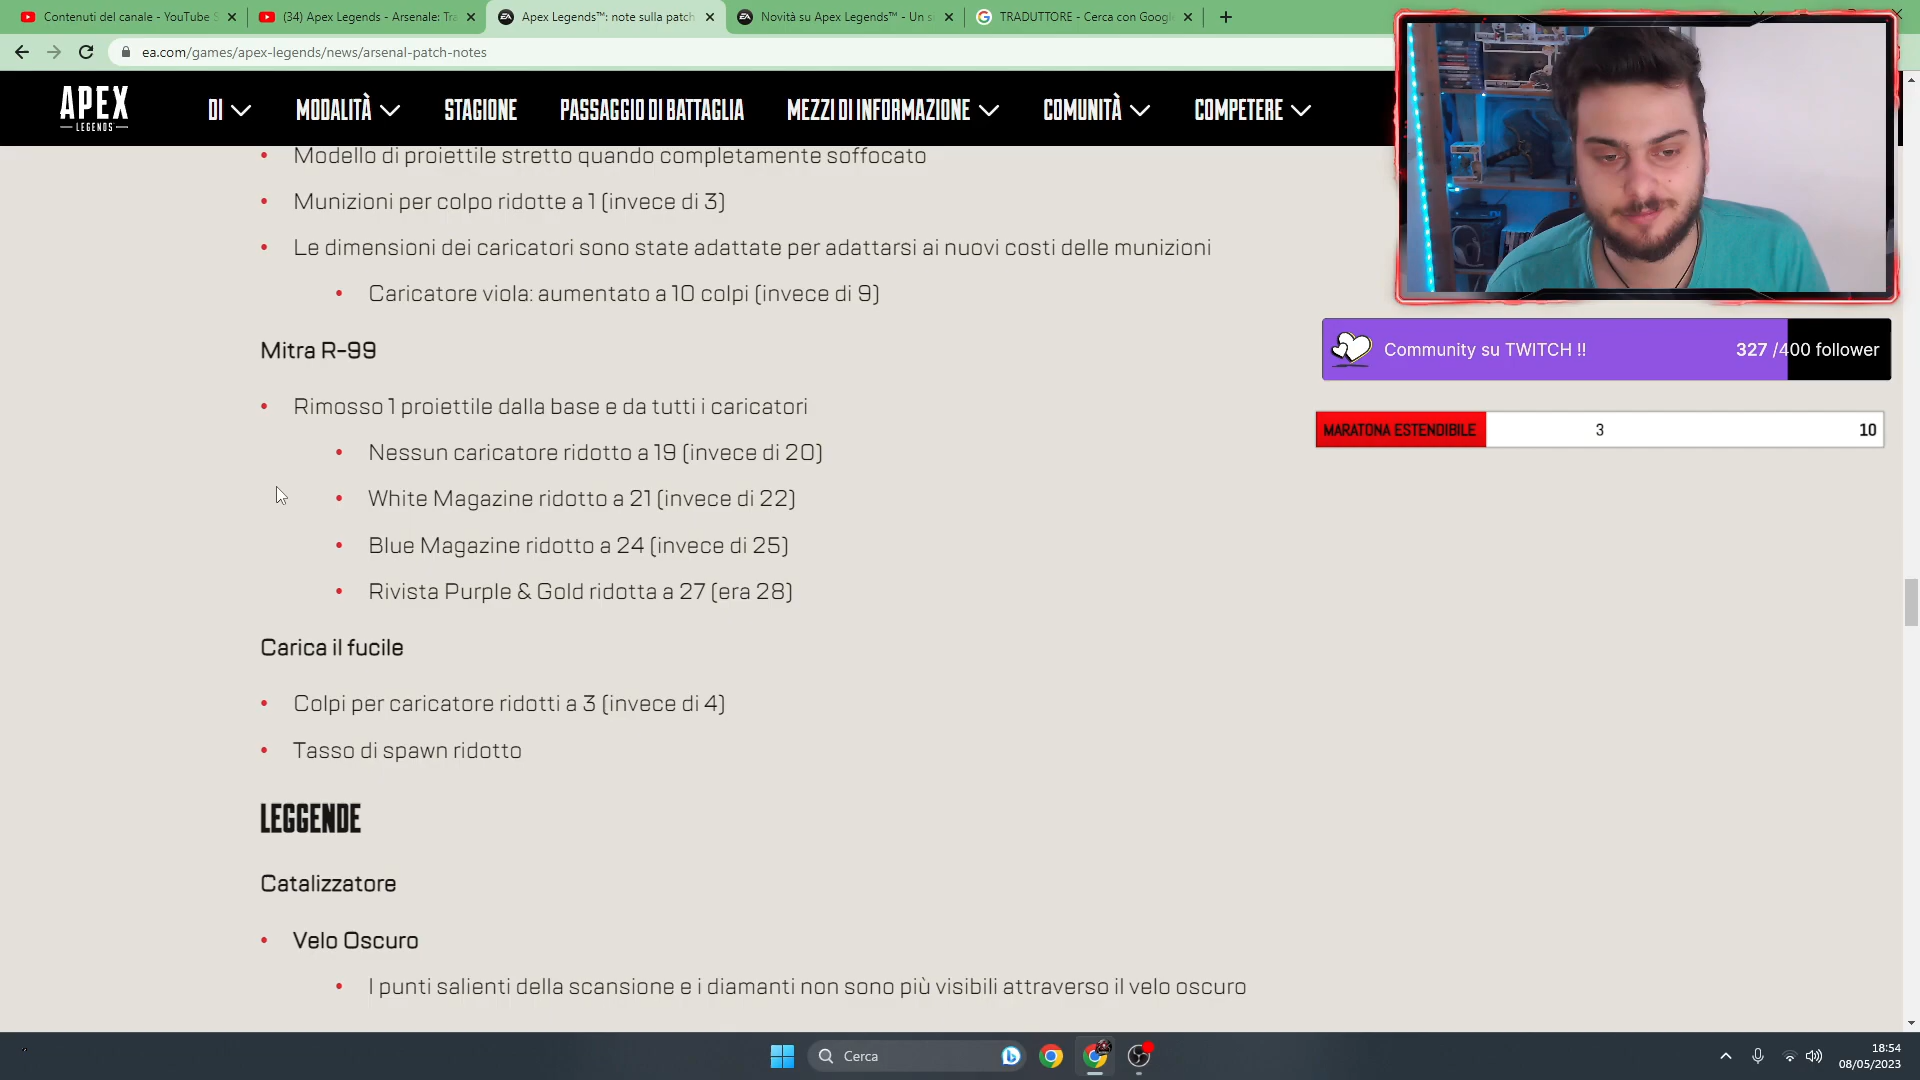 Contenuti del canale - YouTube S
(34) Apex Legends - Arsenale: Tra
Apex Legends™: note sulla patch
Novità su Apex Legends™ - Un si
TRADUTTORE - Cerca con Google
ea.com/games/apex-legends/news/arsenal-patch-notes
APEX
LEGENDS
DI
MODALITÀ
STAGIONE
PASSAGGIO DI BATTAGLIA
MEZZI DI INFORMAZIONE
COMUNITÀ
COMPETERE
• Modello di proiettile stretto quando completamente soffocato
• Munizioni per colpo ridotte a 1 (invece di 3)
• Le dimensioni dei caricatori sono state adattate per adattarsi ai nuovi costi delle munizioni
• Caricatore viola: aumentato a 10 colpi (invece di 9)
Community su TWITCH !!
327 /400 follower
MARATONA ESTENDIBILE
3
10
Mitra R-99
• Rimosso 1 proiettile dalla base e da tutti i caricatori
• Nessun caricatore ridotto a 19 (invece di 20)
• White Magazine ridotto a 21 (invece di 22)
• Blue Magazine ridotto a 24 (invece di 25)
• Rivista Purple & Gold ridotta a 27 (era 28)
Carica il fucile
• Colpi per caricatore ridotti a 3 (invece di 4)
• Tasso di spawn ridotto
LEGGENDE
Catalizzatore
• Velo Oscuro
• I punti salienti della scansione e i diamanti non sono più visibili attraverso il velo oscuro
Cerca
18:54
08/05/2023